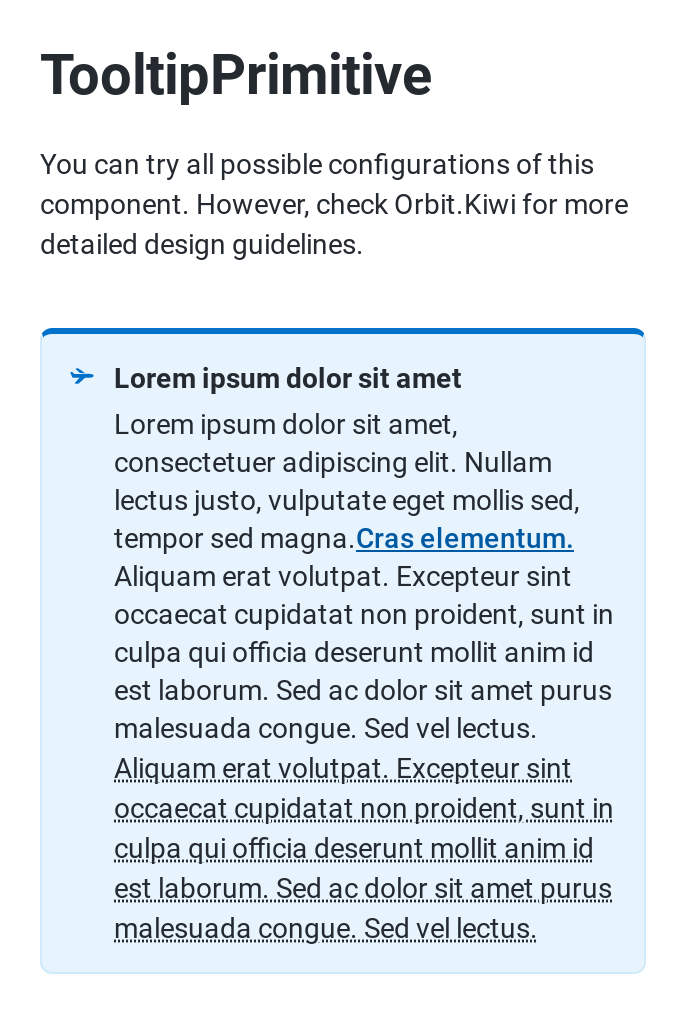 TooltipPrimitive
You can try all possible configurations of this
component. However, check Orbit.Kiwi for more
detailed design guidelines.
Lorem ipsum dolor sit amet
Lorem ipsum dolor sit amet,
consectetuer adipiscing elit. Nullam
lectus justo, vulputate eget mollis sed,
tempor sed magna.Cras elementum.
Aliquam erat volutpat. Excepteur sint
occaecat cupidatat non proident, sunt in
culpa qui officia deserunt mollit anim id
est laborum. Sed ac dolor sit amet purus
malesuada congue. Sed vel lectus.
Aliquam erat volutpat. Excepteur sint
occaecat cupidatat non proident, sunt in
culpa qui officia deserunt mollit anim id
est laborum. Sed ac dolor sit amet purus
malesuada congue. Sed vel lectus.